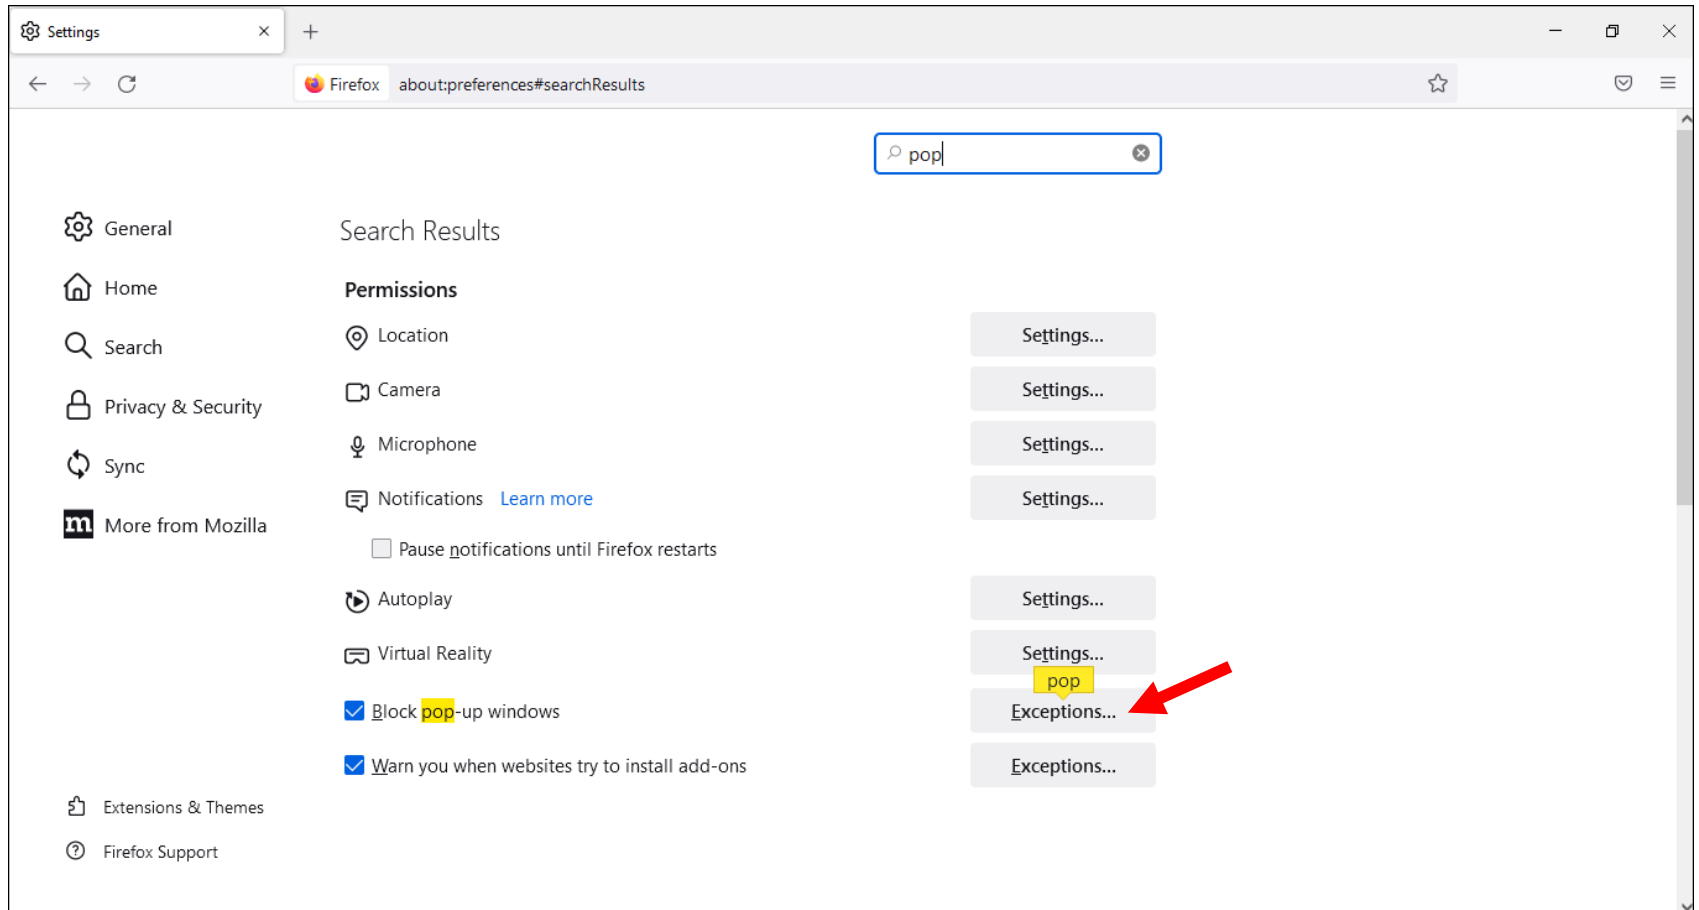 Settings
Firefox about:preferences#searchResults
pop
General
Home
Search
Privacy & Security
Sync
m More from Mozilla
Extensions & Themes
Firefox Support
Search Results
Permissions
Location Settings...
Camera Settings...
Microphone Settings...
Notifications Learn more Settings...
Pause notifications until Firefox restarts
Autoplay Settings...
Virtual Reality Settings...
pop
Block pop-up windows Exceptions...
Warn you when websites try to install add-ons Exceptions...